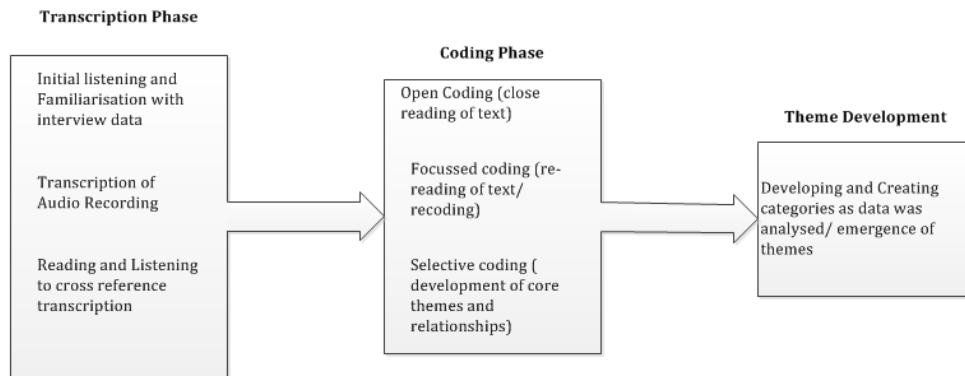 Transcription Phase
Initial listening and
Familiarisation with
interview data
Transcription of
Audio Recording
Reading and Listening
to cross reference
transcription
Coding Phase
Open Coding (close
reading of text)
Focussed coding (re-
reading of text/
recoding)
Selective coding (
development of core
themes and
relationships)
Theme Development
Developing and Creating
categories as data was
analysed/ emergence of
themes